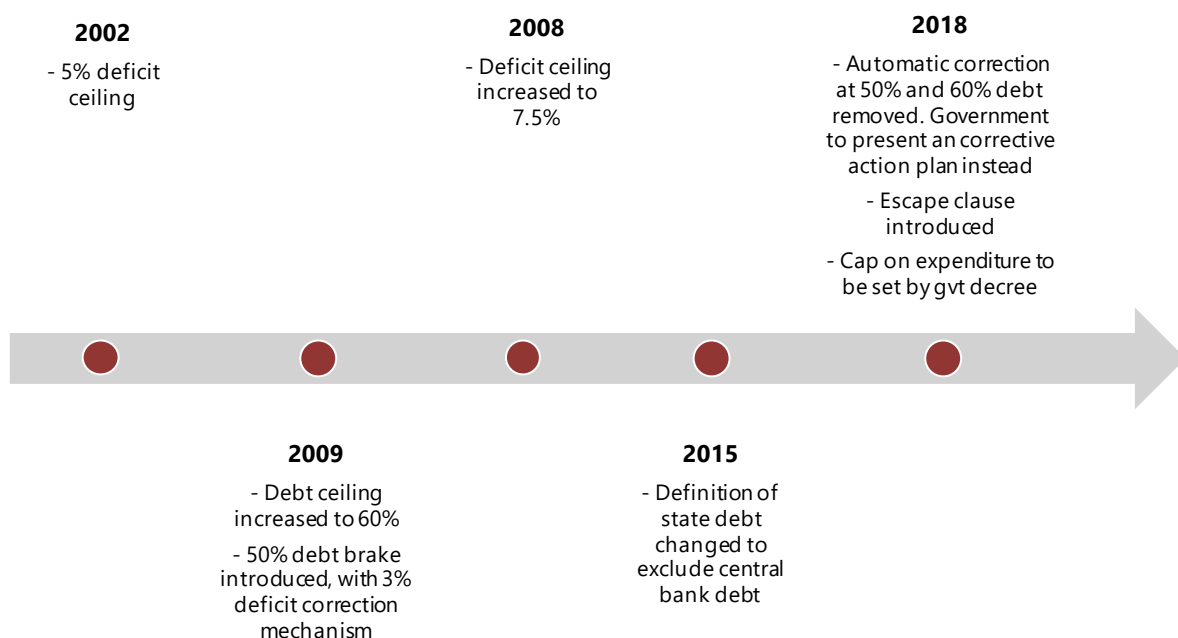 2002
- 5% deficit
ceiling
2008
- Deficit ceiling
increased to
7.5%
2018
- Automatic correction
at 50% and 60% debt
removed. Government
to present an corrective
action plan instead
- Escape clause
introduced
- Cap on expenditure to
be set by gvt decree
2009
- Debt ceiling
increased to 60%
- 50% debt brake
introduced, with 3%
deficit correction
mechanism
2015
- Definition of
state debt
changed to
exclude central
bank debt